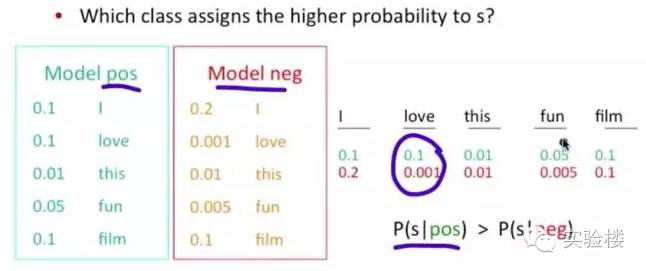 • Which class assigns the higher probability to s?
Model pos
0.1 I
0.1 love
0.01 this
0.05 fun
0.1 film
Model neg
0.2 I
0.001 love
0.01 this
0.005 fun
0.1 film
I love this fun film
0.1 0.1 0.01 0.05 0.1
0.2 0.001 0.01 0.005 0.1
P(s|pos) > P(s|neg)
实验楼